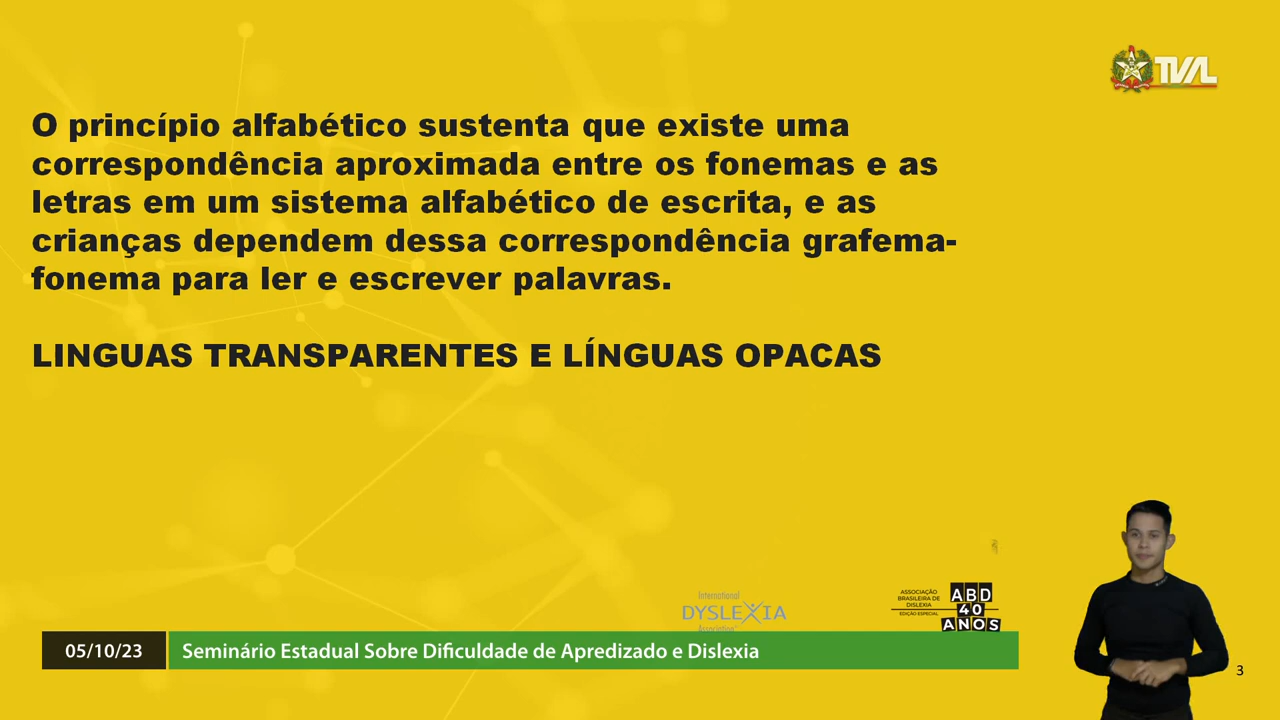 TVAL
O princípio alfabético sustenta que existe uma
correspondência aproximada entre os fonemas e as
letras em um sistema alfabético de escrita, e as
crianças dependem dessa correspondência grafema-
fonema para ler e escrever palavras.
LINGUAS TRANSPARENTES E LÍNGUAS OPACAS
International
DYSLEXIA
Association
ASSOCIAÇÃO
BRASILEIRA DE
DISLEXIA
EDIÇÃO ESPECIAL
ABD
40
ANOS
05/10/23
Seminário Estadual Sobre Dificuldade de Apredizado e Dislexia
3